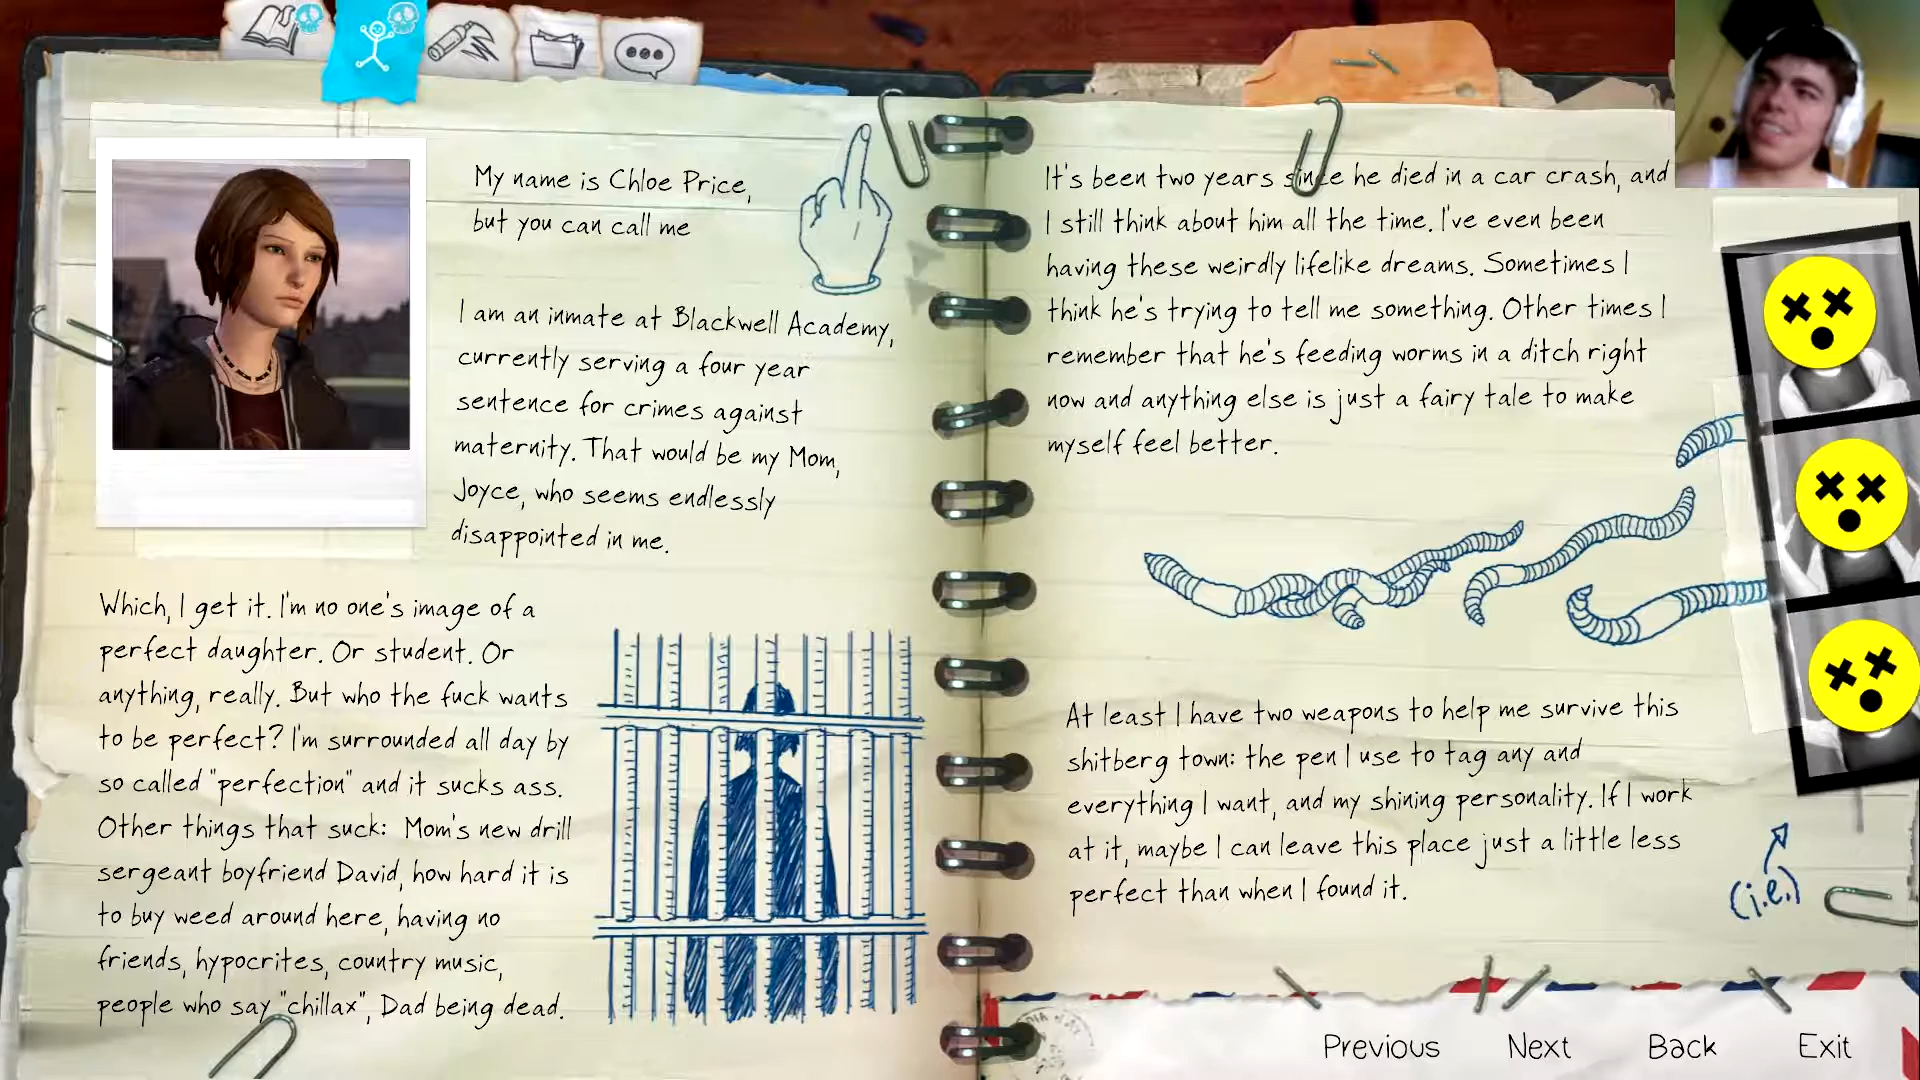 My name is Chloe Price,
but you can call me
I am an inmate at Blackwell Academy,
currently serving a four year
sentence for crimes against
maternity. That would be my Mom,
Joyce, who seems endlessly
disappointed in me.
Which, I get it. I'm no one's image of a
perfect daughter. Or student. Or
anything, really. But who the fuck wants
to be perfect? I'm surrounded all day by
so called "perfection" and it sucks ass.
Other things that suck: Mom's new drill
sergeant boyfriend David, how hard it is
to buy weed around here, having no
friends, hypocrites, country music,
people who say "chillax", Dad being dead.
It's been two years since he died in a car crash, and
I still think about him all the time. I've even been
having these weirdly lifelike dreams. Sometimes I
think he's trying to tell me something. Other times I
remember that he's feeding worms in a ditch right
now and anything else is just a fairy tale to make
myself feel better.
At least I have two weapons to help me survive this
shitberg town: the pen I use to tag any and
everything I want, and my shining personality. If I work
at it, maybe I can leave this place just a little less
perfect than when I found it.
(i.e.)
Previous Next Back Exit